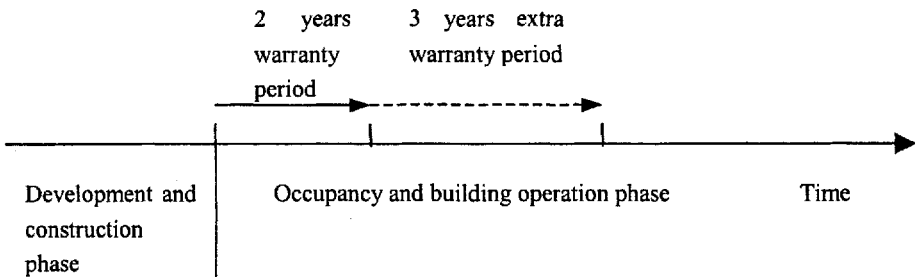 2 years
warranty
period
3 years extra
warranty period
Development and
construction
phase
Occupancy and building operation phase
Time